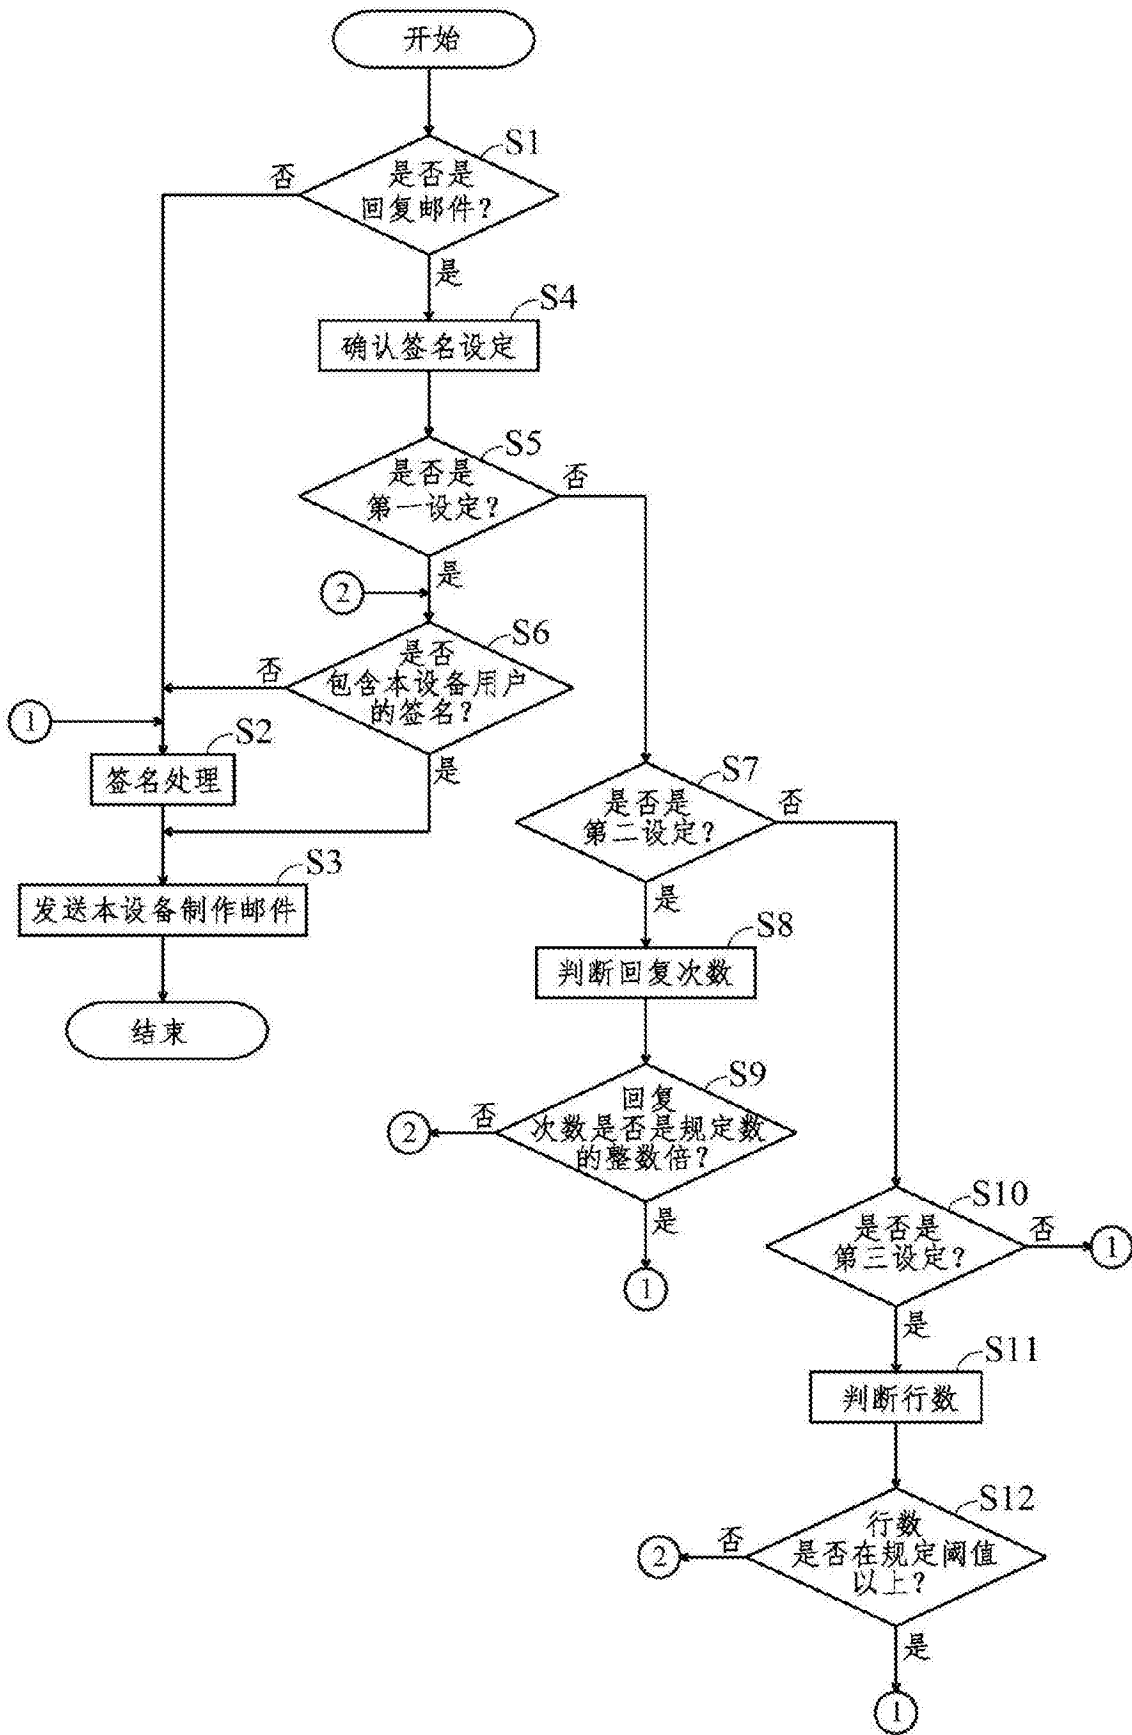 开始
S1
否
是否是
回复邮件？
是
S4
确认签名设定
S5
是否是
第一设定？
否
是
2
S6
是否
包含本设备用户
的签名？
否
是
1
S2
签名处理
S3
发送本设备制作邮件
结束
S7
是否是
第二设定？
否
是
S8
判断回复次数
S9
回复
次数是否是规定数
的整数倍？
否
2
是
1
S10
是否是
第三设定？
否
1
是
S11
判断行数
S12
行数
是否在规定阈值
以上？
否
2
是
1